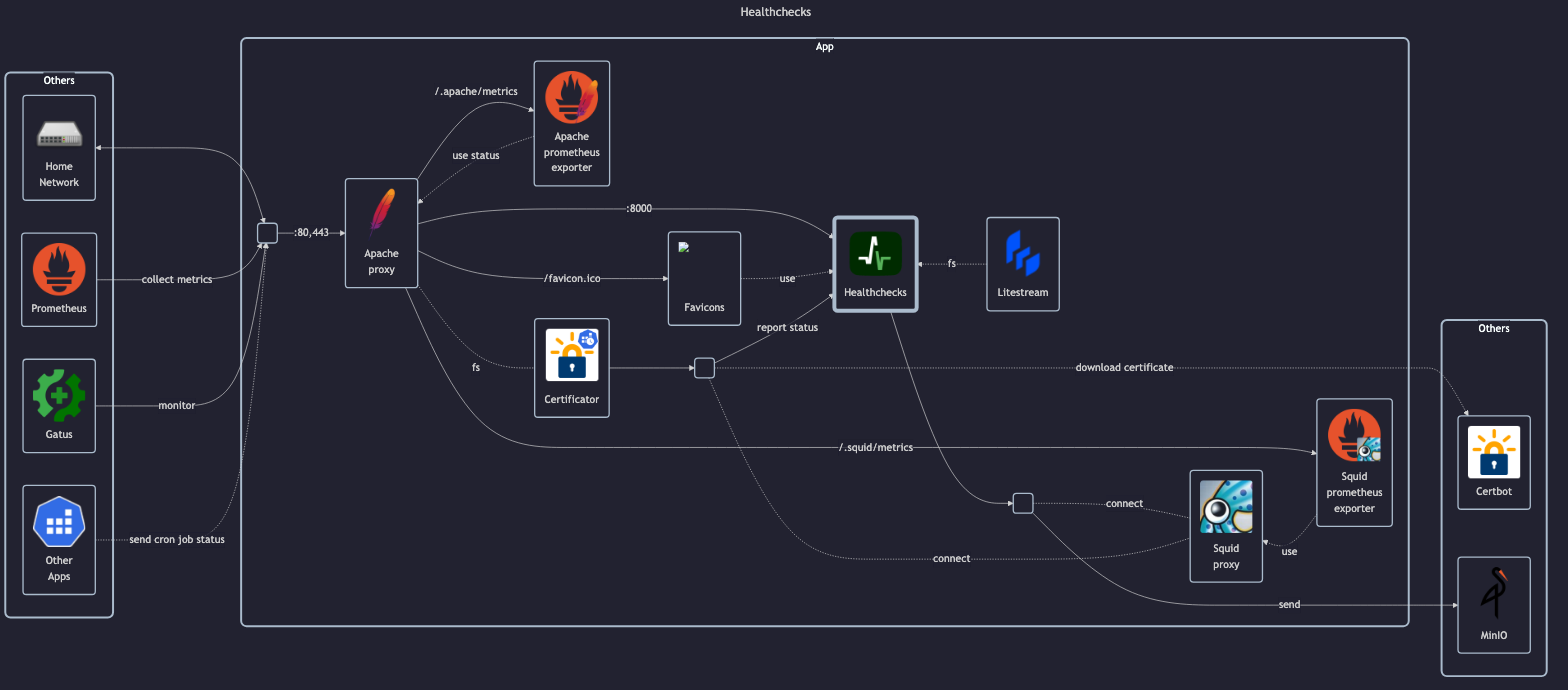 Healthchecks
App
Others
Home
Network
Prometheus
Gatus
Other
Apps
collect metrics
monitor
send cron job status
:80,443
Apache
proxy
/.apache/metrics
use status
Apache
prometheus
exporter
:8000
/favicon.ico
Favicons
use
Healthchecks
fs
Litestream
report status
fs
Certificator
download certificate
/.squid/metrics
connect
connect
Squid
proxy
use
Squid
prometheus
exporter
send
Others
Certbot
MinIO